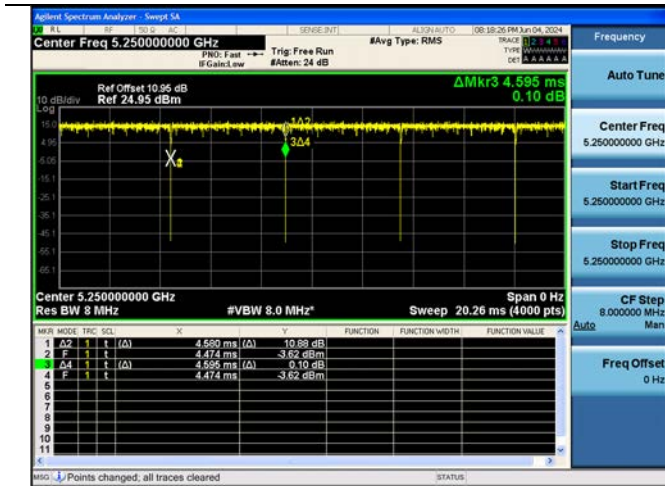 Agilent Spectrum Analyzer - Swept SA
RL RF 50 Ω AC SENSE:INT ALIGN AUTO 08:18:26 PM Jun 04, 2024
Center Freq 5.250000000 GHz
PNO: Fast
IFGain:Low
Trig: Free Run
#Atten: 24 dB
#Avg Type: RMS
TRACE 1 2 3 4 5 6
TYPE
DET A A A A A A
Frequency
Auto Tune
Center Freq
5.250000000 GHz
Start Freq
5.250000000 GHz
Stop Freq
5.250000000 GHz
CF Step
8.000000 MHz
Auto Man
Freq Offset
0 Hz
Ref Offset 10.95 dB
10 dB/div Ref 24.95 dBm
Log
ΔMkr3 4.595 ms
0.10 dB
15.0
4.95
-5.05
-15.1
-25.1
-35.1
-45.1
-55.1
-65.1
1Δ2
3Δ4
Center 5.250000000 GHz Span 0 Hz
Res BW 8 MHz #VBW 8.0 MHz* Sweep 20.26 ms (4000 pts)
MKR MODE TRC SCL X Y FUNCTION FUNCTION WIDTH FUNCTION VALUE
1 Δ2 1 t (Δ) 4.580 ms (Δ) 10.88 dB
2 F 1 t 4.474 ms -3.62 dBm
3 Δ4 1 t (Δ) 4.595 ms (Δ) 0.10 dB
4 F 1 t 4.474 ms -3.62 dBm
5
6
7
8
9
10
11
MSG Points changed; all traces cleared STATUS